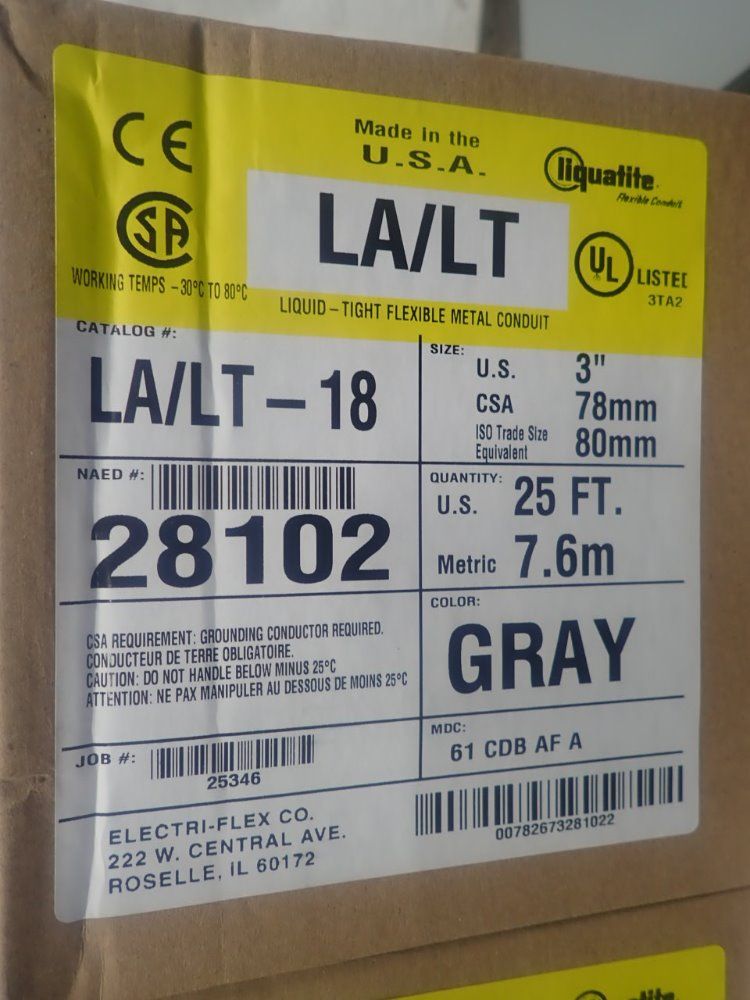 CE
Made in the
U.S.A.
liquatite
Flexible Conduit
SA
LA/LT
UL LISTED
3TA2
WORKING TEMPS –30°C TO 80°C
LIQUID–TIGHT FLEXIBLE METAL CONDUIT
CATALOG #:
LA/LT–18
SIZE:
U.S. 3"
CSA 78mm
ISO Trade Size
Equivalent 80mm
NAED #:
28102
QUANTITY:
U.S. 25 FT.
Metric 7.6m
CSA REQUIREMENT: GROUNDING CONDUCTOR REQUIRED.
CONDUCTEUR DE TERRE OBLIGATOIRE.
CAUTION: DO NOT HANDLE BELOW MINUS 25°C
ATTENTION: NE PAX MANIPULER AU DESSOUS DE MOINS 25°C
COLOR:
GRAY
MDC:
61 CDB AF A
JOB #:
25346
ELECTRI-FLEX CO.
222 W. CENTRAL AVE.
ROSELLE, IL 60172
00782673281022